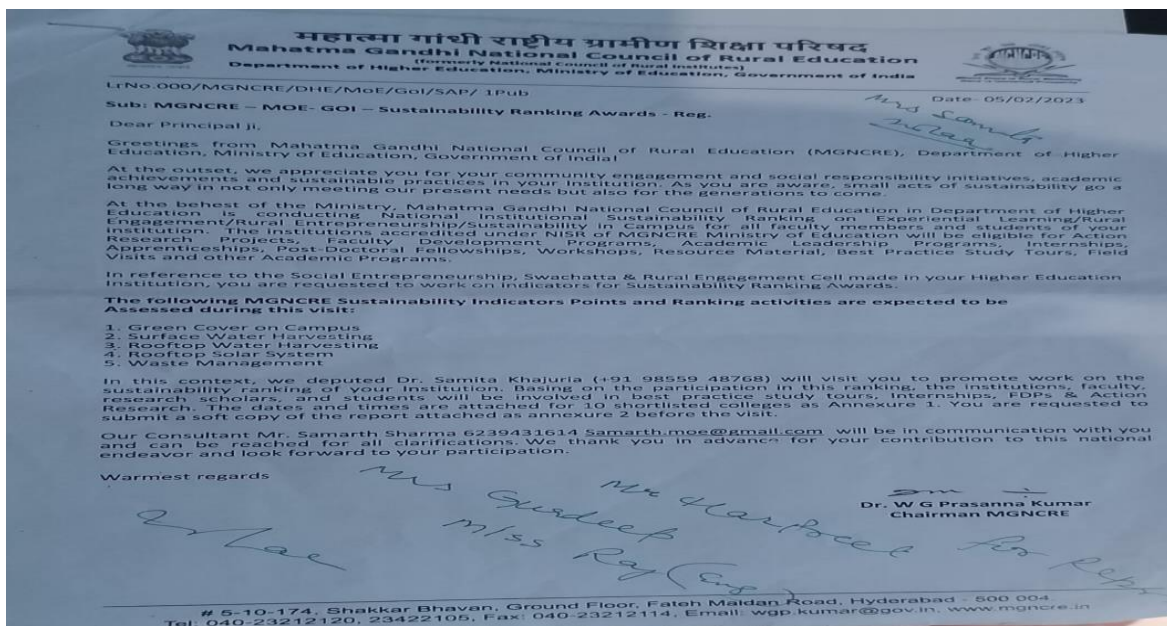 महात्मा गांधी राष्ट्रीय ग्रामीण शिक्षा परिषद
Mahatma Gandhi National Council of Rural Education
(formerly National Council of Rural Institutes)
Department of Higher Education, Ministry of Education, Government of India
LrNo.000/MGNCRE/DHE/MoE/GoI/SAP/ 1Pub
Date- 05/02/2023
Sub: MGNCRE – MOE- GOI – Sustainability Ranking Awards - Reg.
Mrs
Dear Principal ji,
Greetings from Mahatma Gandhi National Council of Rural Education (MGNCRE), Department of Higher
Education, Ministry of Education, Government of India!
At the outset, we appreciate you for your community engagement and social responsibility initiatives, academic
achievements and sustainable practices in your Institution. As you are aware, small acts of sustainability go a
long way in not only meeting our present needs but also for the generations to come.
At the behest of the Ministry, Mahatma Gandhi National Council of Rural Education in Department of Higher
Education is conducting National Institutional Sustainability Ranking on Experiential Learning/Rural
Engagement/Rural Entrepreneurship/Sustainability in Campus for all faculty members and students of your
Institution. The institutions accredited under NISR of MGNCRE Ministry of Education will be eligible for Action
Research Projects, Faculty Development Programs, Academic Leadership Programs, Internships,
Apprenticeships, Post-Doctoral Fellowships, Workshops, Resource Material, Best Practice Study Tours, Field
Visits and other Academic Programs.
In reference to the Social Entrepreneurship, Swachatta & Rural Engagement Cell made in your Higher Education
Institution, you are requested to work on indicators for Sustainability Ranking Awards.
The following MGNCRE Sustainability Indicators Points and Ranking activities are expected to be
Assessed during this visit:
1. Green Cover on Campus
2. Surface Water Harvesting
3. Rooftop Water Harvesting
4. Rooftop Solar System
5. Waste Management
In this context, we deputed Dr. Samita Khajuria (+91 98559 48768) will visit you to promote work on the
sustainability ranking of your Institution. Basing on the participation in this ranking, the institutions, faculty,
research scholars, and students will be involved in best practice study tours, Internships, FDPs & Action
Research. The dates and times are attached for 10 shortlisted colleges as Annexure 1. You are requested to
submit a soft copy of the report attached as annexure 2 before the visit.
Our Consultant Mr. Samarth Sharma 6239431614 Samarth.moe@gmail.com will be in communication with you
and can be reached for all clarifications. We thank you in advance for your contribution to this national
endeavor and look forward to your participation.
Warmest regards
Dr. W G Prasanna Kumar
Chairman MGNCRE
Mrs Gurdeep
Miss Raj (Eng)
for
# 5-10-174, Shakkar Bhavan, Ground Floor, Fateh Maidan Road, Hyderabad - 500 004.
Tel: 040-23212120, 23422105, Fax: 040-23212114, Email: wgp.kumar@gov.in, www.mgncre.in